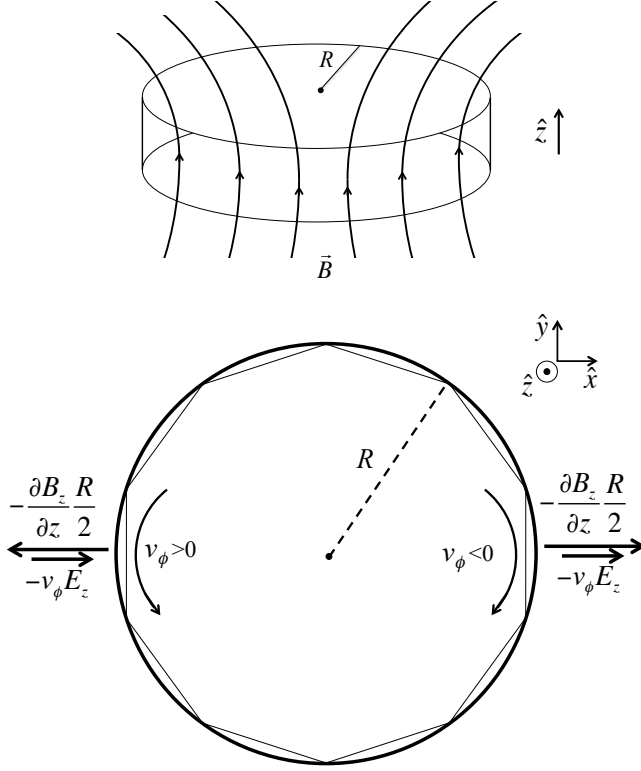 R
ẑ
B⃗
ŷ
ẑ
x̂
R
−∂B_z/∂z R/2
−v_ϕE_z
v_ϕ>0
v_ϕ<0
−∂B_z/∂z R/2
−v_ϕE_z